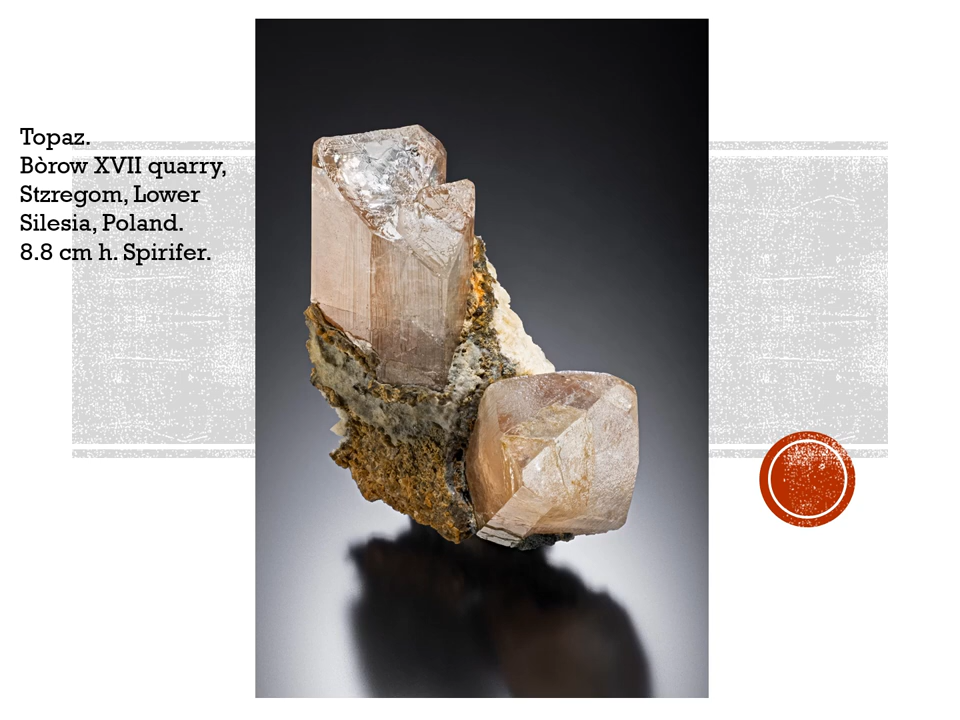 Topaz.
Bòrow XVII quarry,
Stzregom, Lower
Silesia, Poland.
8.8 cm h. Spirifer.